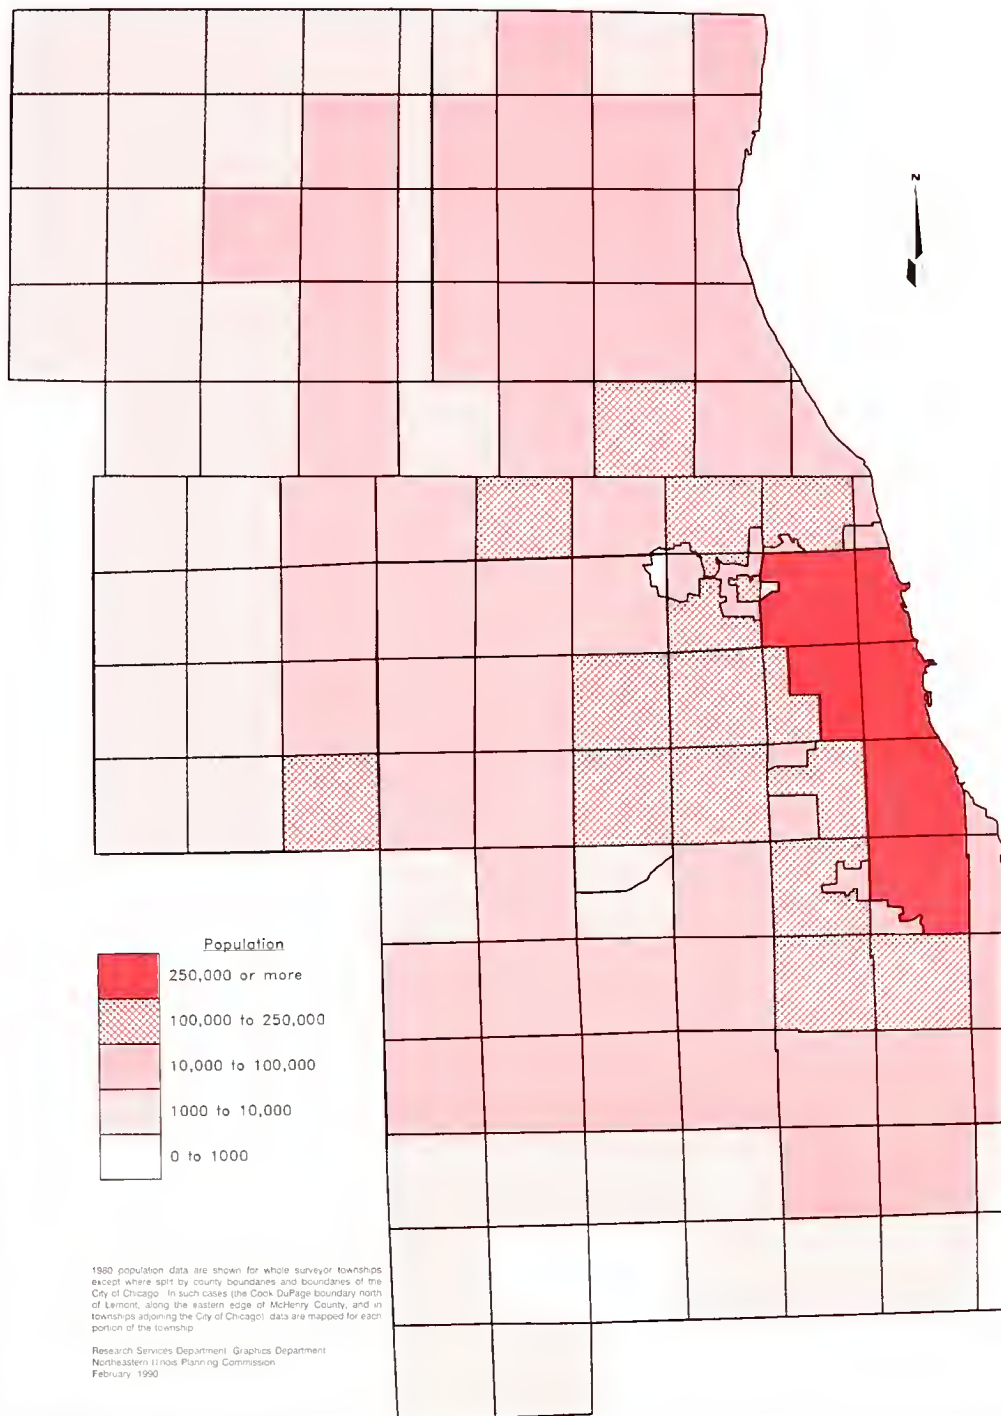 N
Population
250,000 or more
100,000 to 250,000
10,000 to 100,000
1000 to 10,000
0 to 1000
1980 population data are shown for whole surveyor townships
except where split by county boundaries and boundaries of the
City of Chicago. In such cases (the Cook DuPage boundary north
of Lemont, along the eastern edge of McHenry County, and in
townships adjoining the City of Chicago) data are mapped for each
portion of the township
Research Services Department Graphics Department
Northeastern Illinois Planning Commission
February 1990